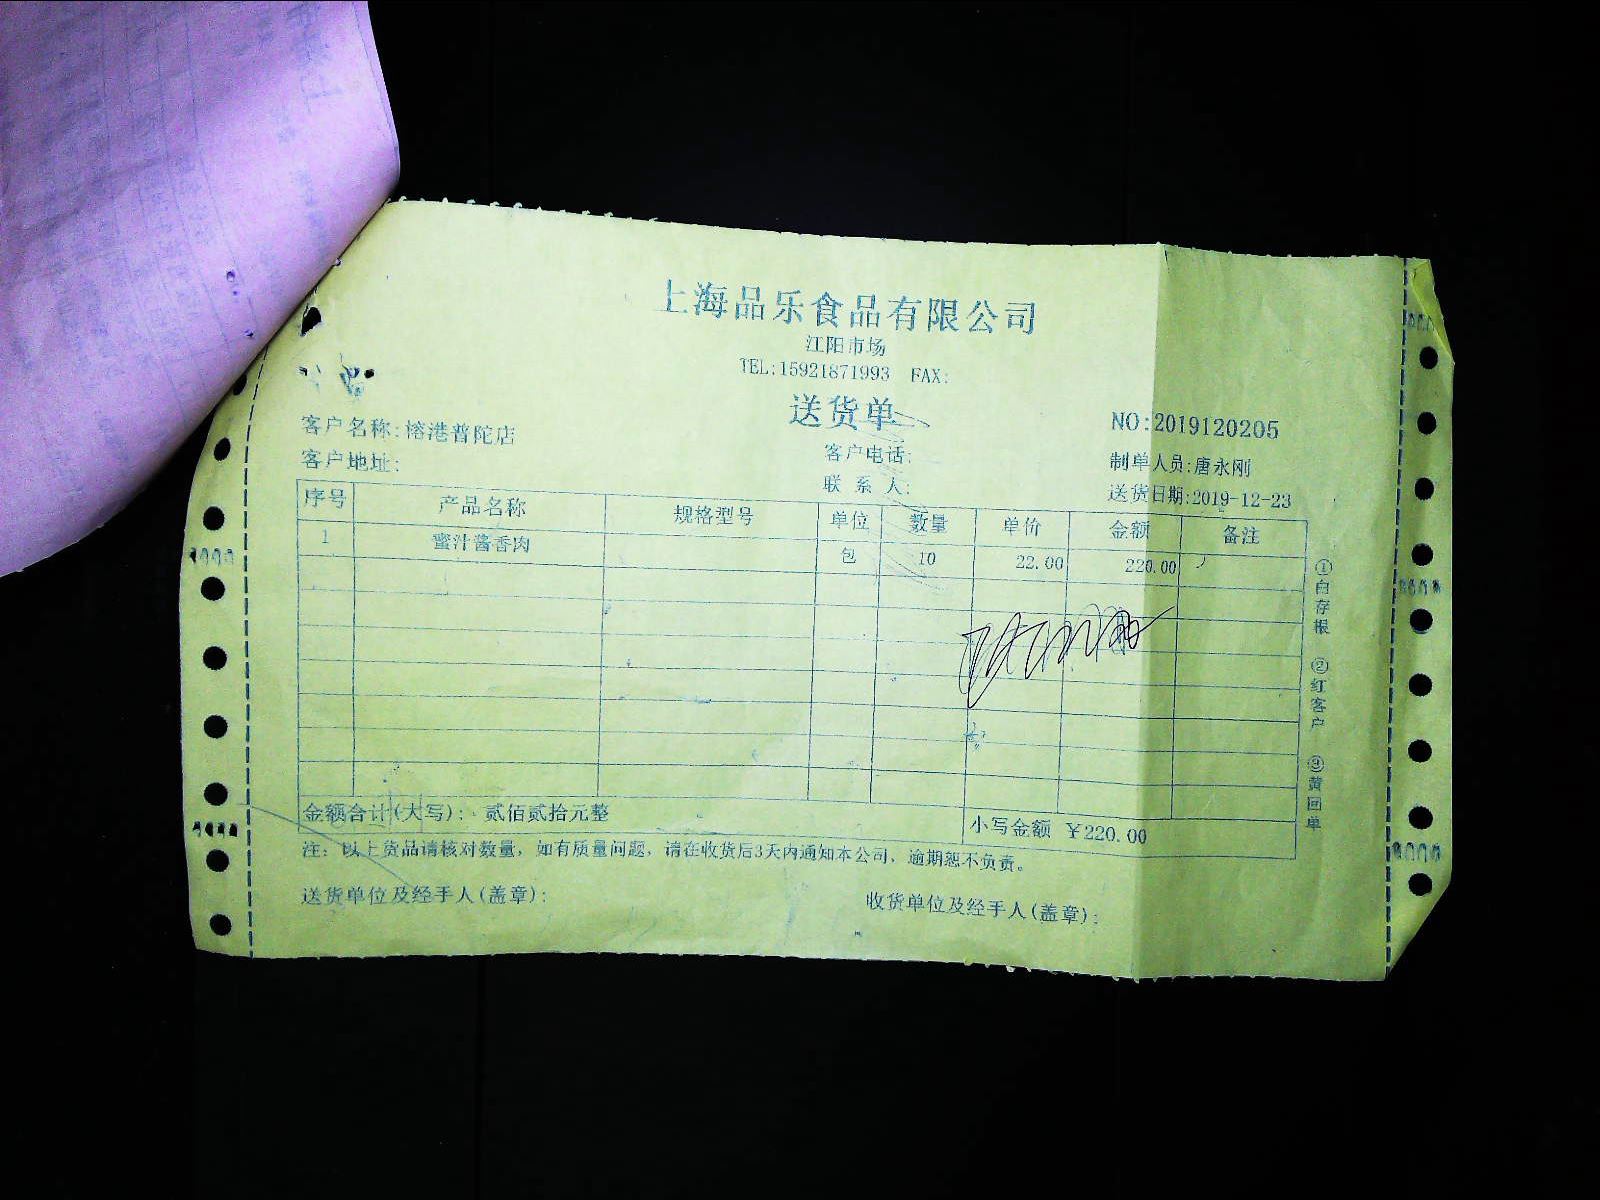 上海品乐食品有限公司
江阳市场
TEL:15921871993 FAX:
送货单
NO:2019120205
客户名称:榕港普陀店
客户电话:
制单人员:唐永刚
客户地址:
联系人:
送货日期:2019-12-23
序号 产品名称 规格型号 单位 数量 单价 金额 备注
1 蜜汁酱香肉 包 10 22.00 220.00
金额合计(大写): 贰佰贰拾元整 小写金额 ¥220.00
注: 以上货品请核对数量, 如有质量问题, 请在收货后3天内通知本公司, 逾期恕不负责。
送货单位及经手人(盖章): 收货单位及经手人(盖章):
①白存根 ②红客户 ③黄回单